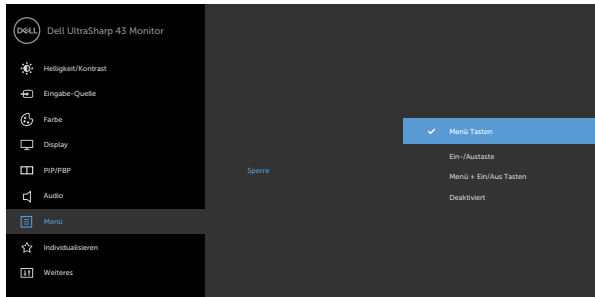 DELL
Dell UltraSharp 43 Monitor
Helligkeit/Kontrast
Eingabe-Quelle
Farbe
Display
PIP/PBP
Audio
Menü
Individualisieren
Weiteres
Sperre
Menü Tasten
Ein-/Austaste
Menü + Ein/Aus Tasten
Deaktiviert